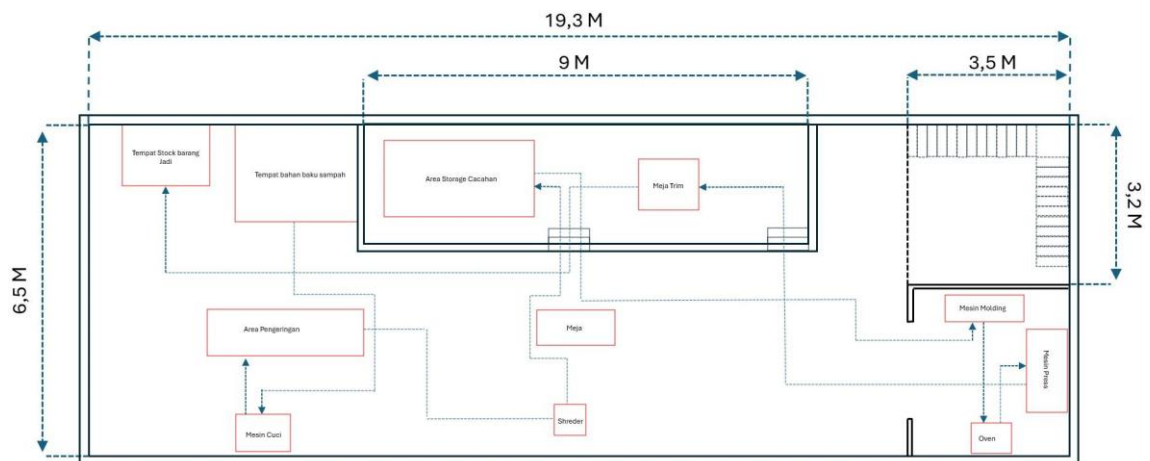 19,3 M
9 M
3,5 M
Tempat Stock barang
Jadi
Tempat bahan baku sampah
Area Storage Cacahan
Meja Trim
3,2 M
6,5 M
Area Pengeringan
Meja
Mesin Molding
Mesin Press
Mesin Cuci
Shreder
Oven